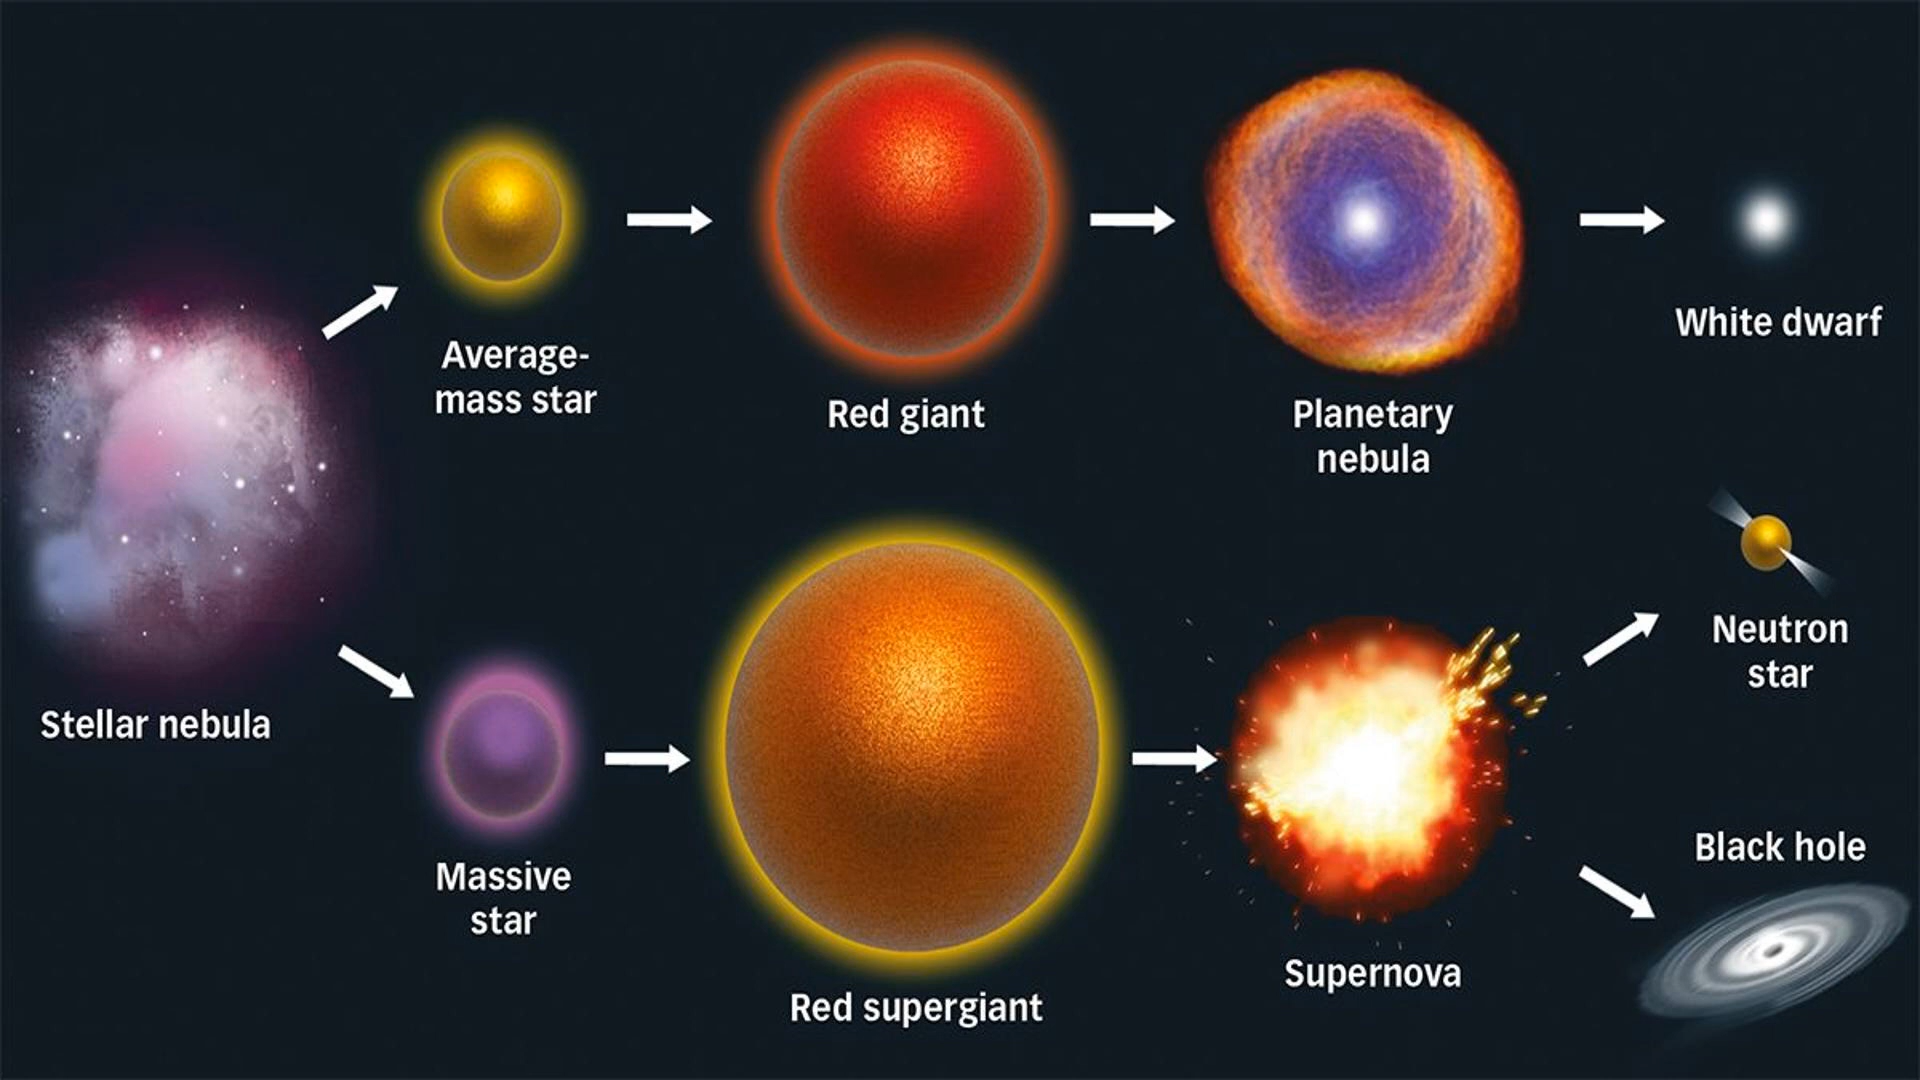 Average-
mass star
Red giant
Planetary
nebula
White dwarf
Stellar nebula
Massive
star
Red supergiant
Supernova
Neutron
star
Black hole